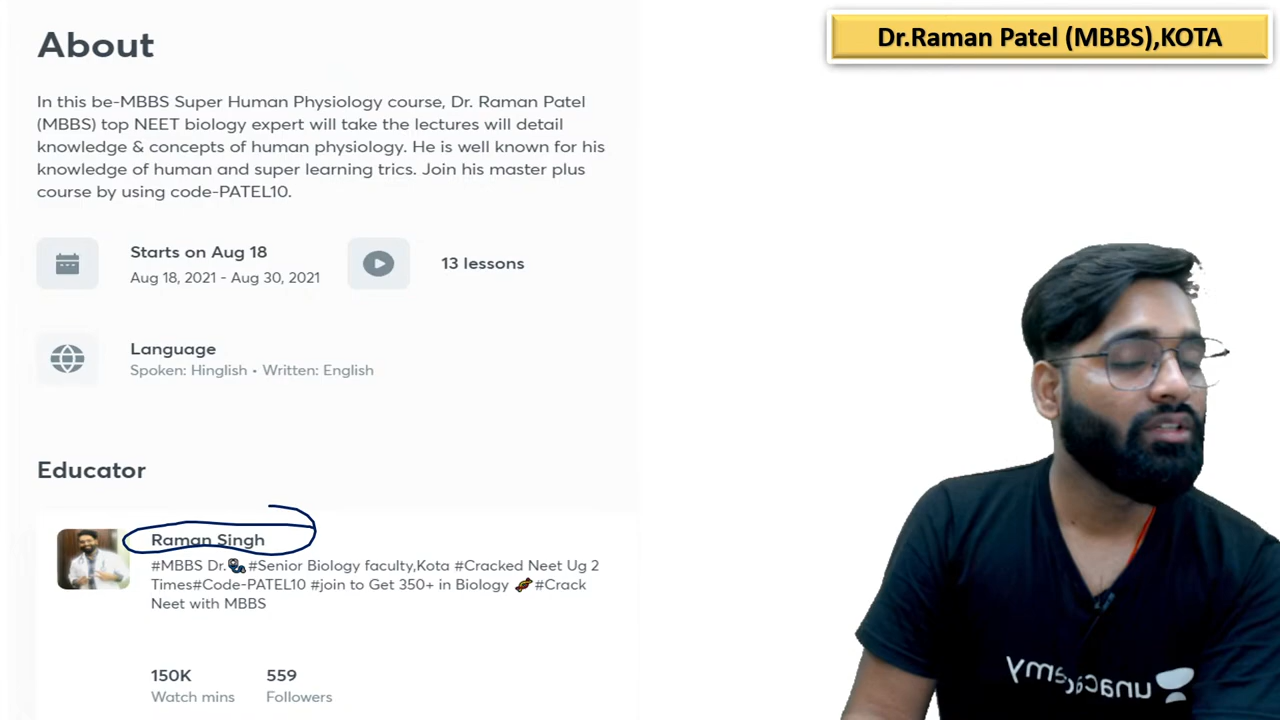 About
Dr.Raman Patel (MBBS),KOTA
In this be-MBBS Super Human Physiology course, Dr. Raman Patel
(MBBS) top NEET biology expert will take the lectures will detail
knowledge & concepts of human physiology. He is well known for his
knowledge of human and super learning trics. Join his master plus
course by using code-PATEL10.
Starts on Aug 18
Aug 18, 2021 - Aug 30, 2021
13 lessons
Language
Spoken: Hinglish • Written: English
Educator
Raman Singh
#MBBS Dr.🩺 #Senior Biology faculty,Kota #Cracked Neet Ug 2
Times#Code-PATEL10 #join to Get 350+ in Biology 🧨#Crack
Neet with MBBS
150K
Watch mins
559
Followers
unacademy